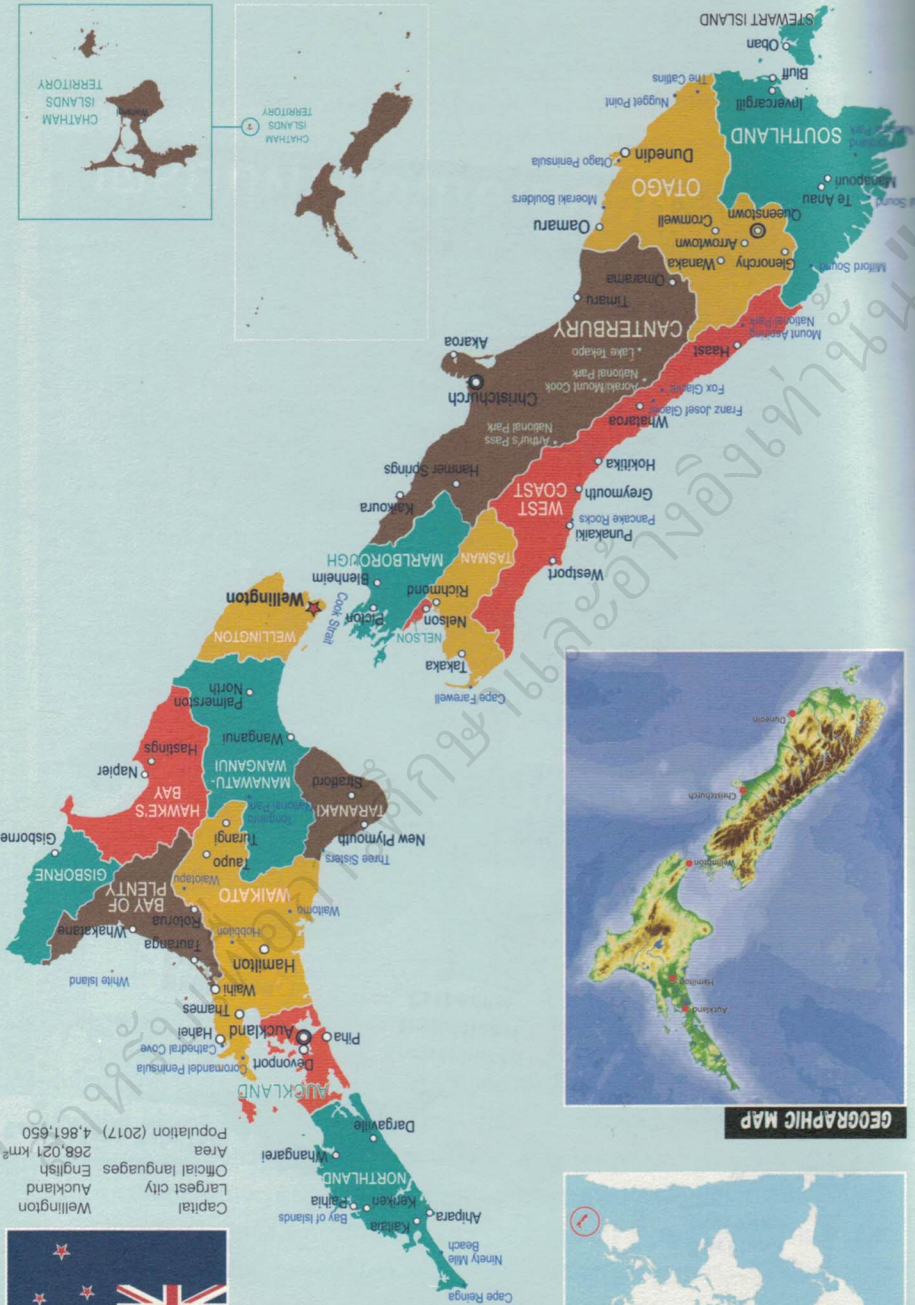 Capital Wellington
Largest city Auckland
Official languages English
Area 268,021 km²
Population (2017) 4,861,650
GEOGRAPHIC MAP
Auckland
Hamilton
Wellington
Christchurch
Dunedin
Cape Reinga
Ninety Mile
Beach
Kaitaia
Ahipara
Kerikeri
Bay of Islands
Paihia
NORTHLAND
Whangarei
Dargaville
AUCKLAND
Devonport
Auckland
Piha
Coromandel Peninsula
Cathedral Cove
Hahei
Thames
Waihi
Hamilton
Hobbiton
Waitomo
WAIKATO
White Island
Tauranga
Whakatane
Rotorua
BAY OF
PLENTY
Waiotapu
Taupo
Turangi
GISBORNE
Gisborne
Three Sisters
New Plymouth
TARANAKI
Stratford
Tongariro
National Park
MANAWATU-
WANGANUI
Wanganui
Palmerston
North
HAWKE'S
BAY
Napier
Hastings
WELLINGTON
Wellington
Cook Strait
Cape Farewell
Takaka
NELSON
Nelson
Richmond
TASMAN
Picton
Blenheim
MARLBOROUGH
Westport
Punakaiki
Pancake Rocks
Greymouth
Hokitika
WEST
COAST
Kaikoura
Hanmer Springs
Arthur's Pass
National Park
Christchurch
Akaroa
Whataroa
Franz Josef Glacier
Fox Glacier
Aoraki/Mount Cook
National Park
Lake Tekapo
CANTERBURY
Haast
Mount Aspiring
National Park
Timaru
Omarama
Milford Sound
Glenorchy
Wanaka
Arrowtown
Cromwell
Queenstown
Oamaru
Moeraki Boulders
OTAGO
Otago Peninsula
Dunedin
Te Anau
Manapouri
SOUTHLAND
Nugget Point
The Catlins
Invercargill
Bluff
Oban
STEWART ISLAND
CHATHAM
ISLANDS
TERRITORY
CHATHAM
ISLANDS
TERRITORY